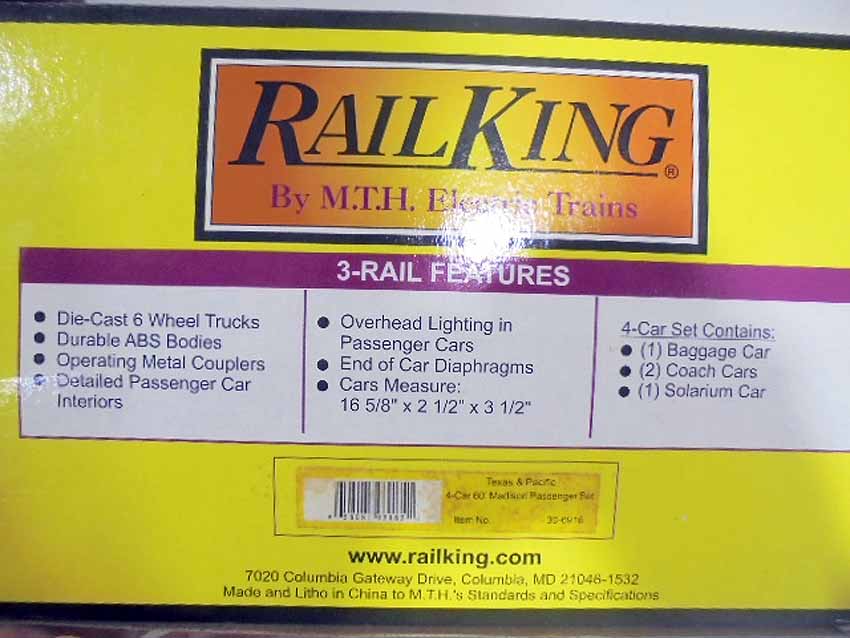 RAILKING®
By M.T.H. Electric Trains
3-RAIL FEATURES
Die-Cast 6 Wheel Trucks
Durable ABS Bodies
Operating Metal Couplers
Detailed Passenger Car
Interiors
Overhead Lighting in
Passenger Cars
End of Car Diaphragms
Cars Measure:
16 5/8" x 2 1/2" x 3 1/2"
4-Car Set Contains:
(1) Baggage Car
(2) Coach Cars
(1) Solarium Car
Texas & Pacific
4-Car 60' Madison Passenger Set
Item No. 30-6916
www.railking.com
7020 Columbia Gateway Drive, Columbia, MD 21046-1532
Made and Litho in China to M.T.H.'s Standards and Specifications